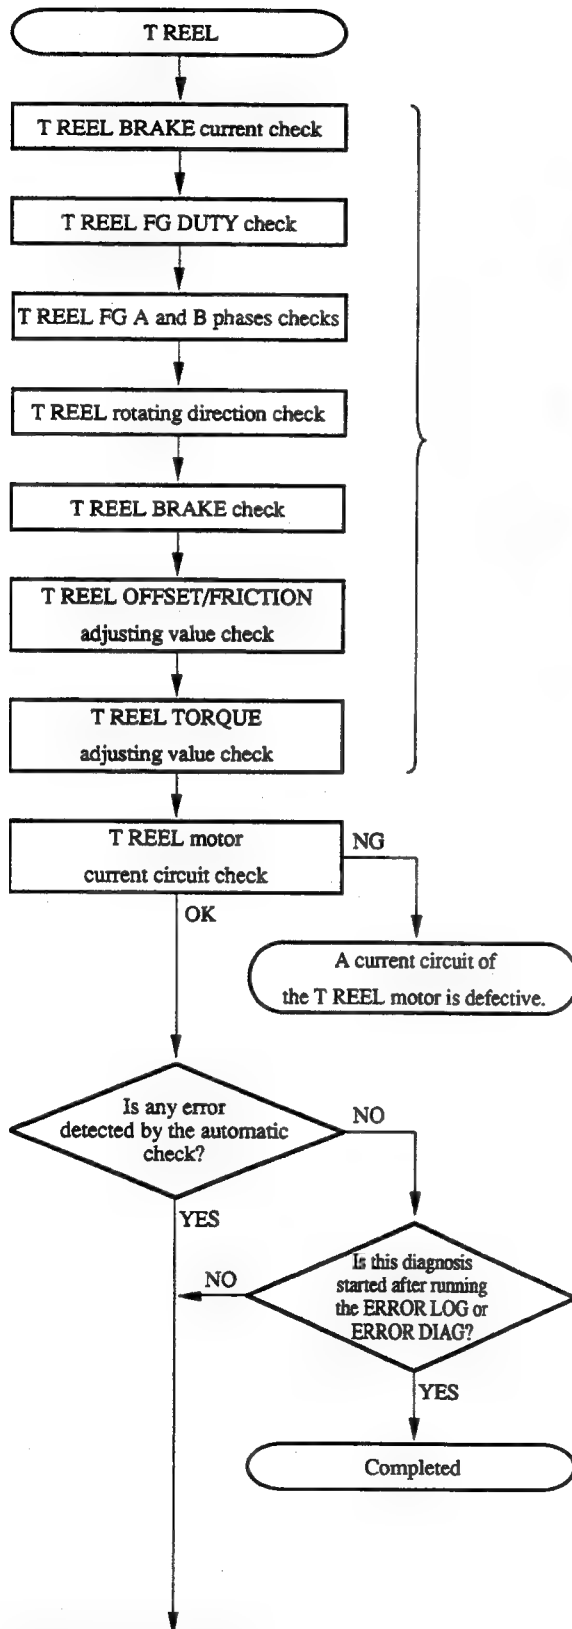 T REEL
T REEL BRAKE current check
T REEL FG DUTY check
T REEL FG A and B phases checks
T REEL rotating direction check
T REEL BRAKE check
T REEL OFFSET/FRICTION
adjusting value check
T REEL TORQUE
adjusting value check
T REEL motor
current circuit check
NG
OK
A current circuit of
the T REEL motor is defective.
Is any error
detected by the automatic
check?
NO
YES
Is this diagnosis
started after running
the ERROR LOG or
ERROR DIAG?
NO
YES
Completed